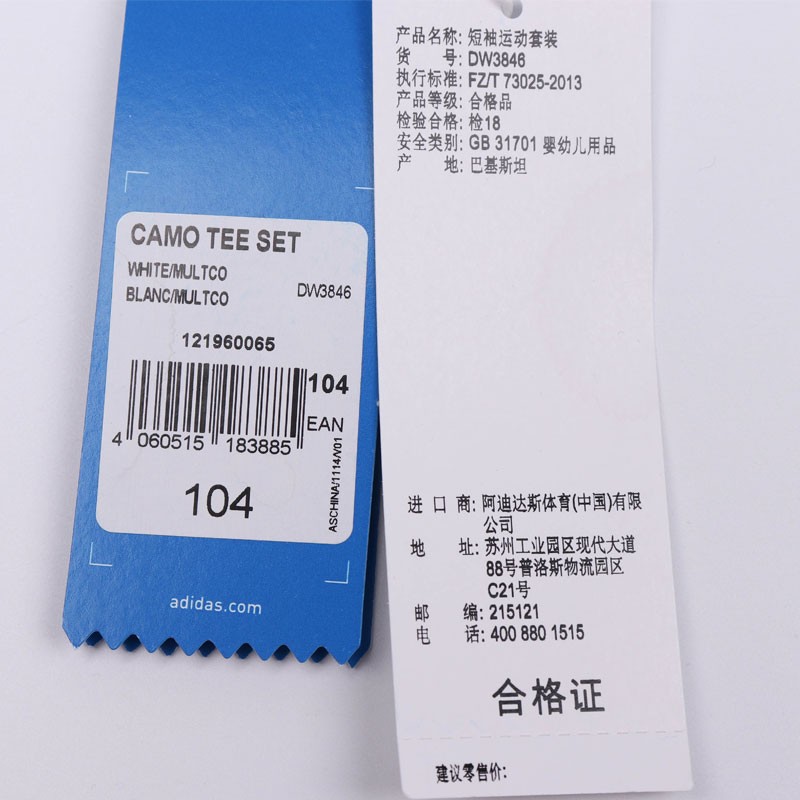 CAMO TEE SET
WHITE/MULTCO
BLANC/MULTCO
DW3846
121960065
104
EAN
4 060515 183885
104
ASCHINA/1114/V01
adidas.com
产品名称: 短袖运动套装
货 号: DW3846
执行标准: FZ/T 73025-2013
产品等级: 合格品
检验合格: 检18
安全类别: GB 31701 婴幼儿用品
产 地: 巴基斯坦
进 口 商: 阿迪达斯体育(中国)有限
公司
地 址: 苏州工业园区现代大道
88号普洛斯物流园区
C21号
邮 编: 215121
电 话: 400 880 1515
合格证
建议零售价: